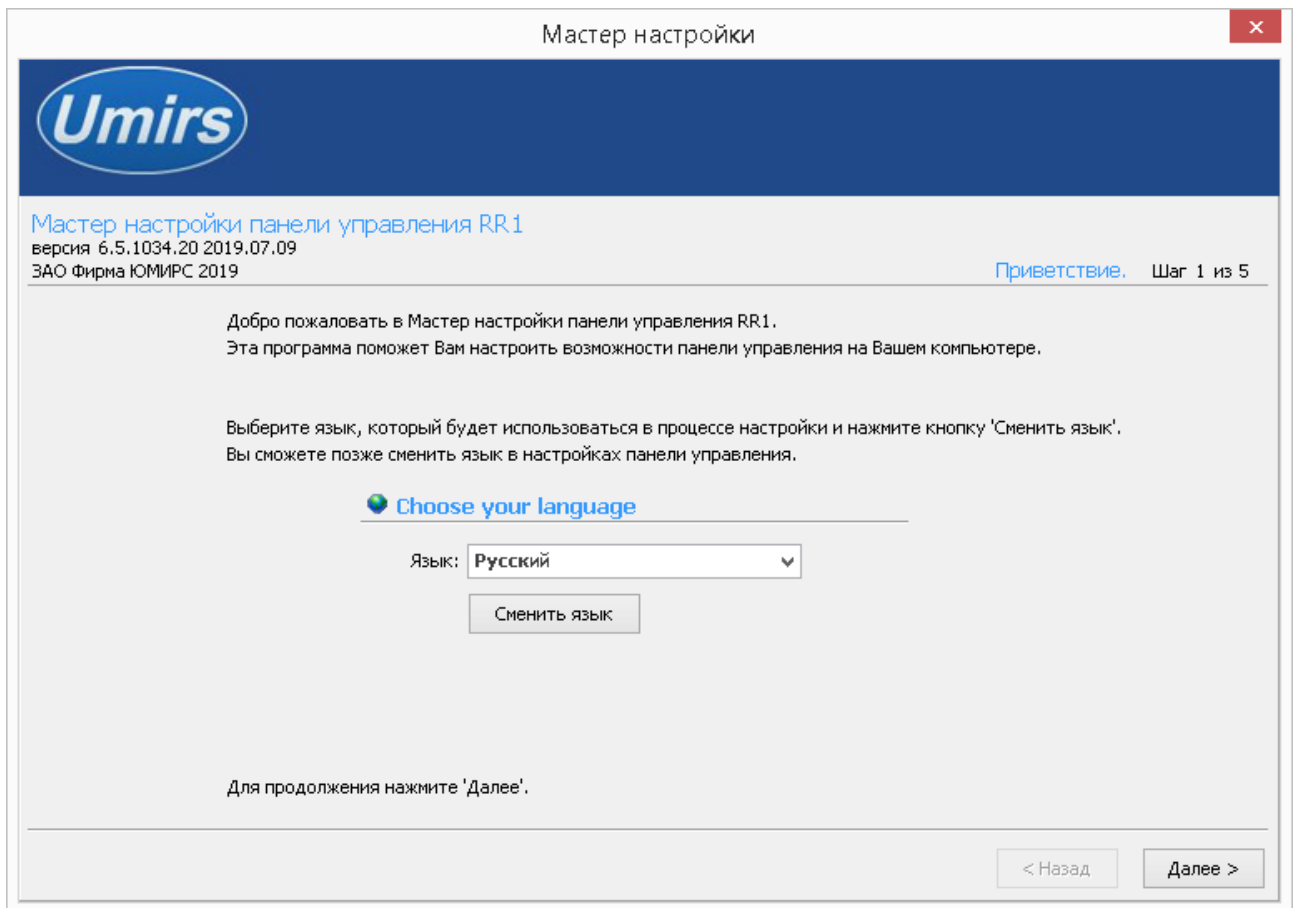 Мастер настройки
Umirs
Мастер настройки панели управления RR1
версия 6.5.1034.20 2019.07.09
ЗАО Фирма ЮМИРС 2019
Приветствие. Шаг 1 из 5
Добро пожаловать в Мастер настройки панели управления RR1.
Эта программа поможет Вам настроить возможности панели управления на Вашем компьютере.
Выберите язык, который будет использоваться в процессе настройки и нажмите кнопку 'Сменить язык'.
Вы сможете позже сменить язык в настройках панели управления.
Choose your language
Язык: Русский
Сменить язык
Для продолжения нажмите 'Далее'.
< Назад Далее >